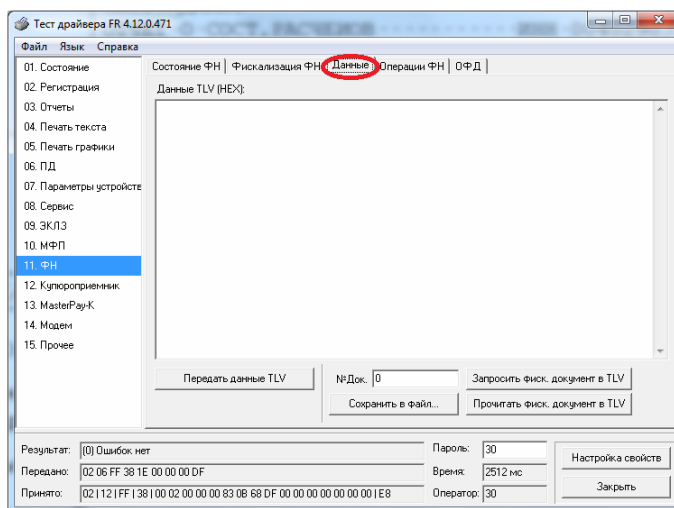 Тест драйвера FR 4.12.0.471
Файл Язык Справка
01. Состояние
02. Регистрация
03. Отчеты
04. Печать текста
05. Печать графики
06. ПД
07. Параметры устройств
08. Сервис
09. ЭКЛЗ
10. МФП
11. ФН
12. Купюроприемник
13. MasterPay-K
14. Модем
15. Прочее
Состояние ФН Фискализация ФН Данные Операции ФН ОФД
Данные TLV (HEX):
Передать данные TLV
№Док. 0
Запросить фиск. документ в TLV
Сохранить в файл...
Прочитать фиск. документ в TLV
Результат: (0) Ошибок нет
Пароль: 30
Передано: 02 06 FF 38 1E 00 00 00 DF
Время: 2512 мс
Принято: 02 | 12 | FF | 38 | 00 02 00 00 00 83 0B 68 DF 00 00 00 00 00 00 00 | E8
Оператор: 30
Настройка свойств
Закрыть